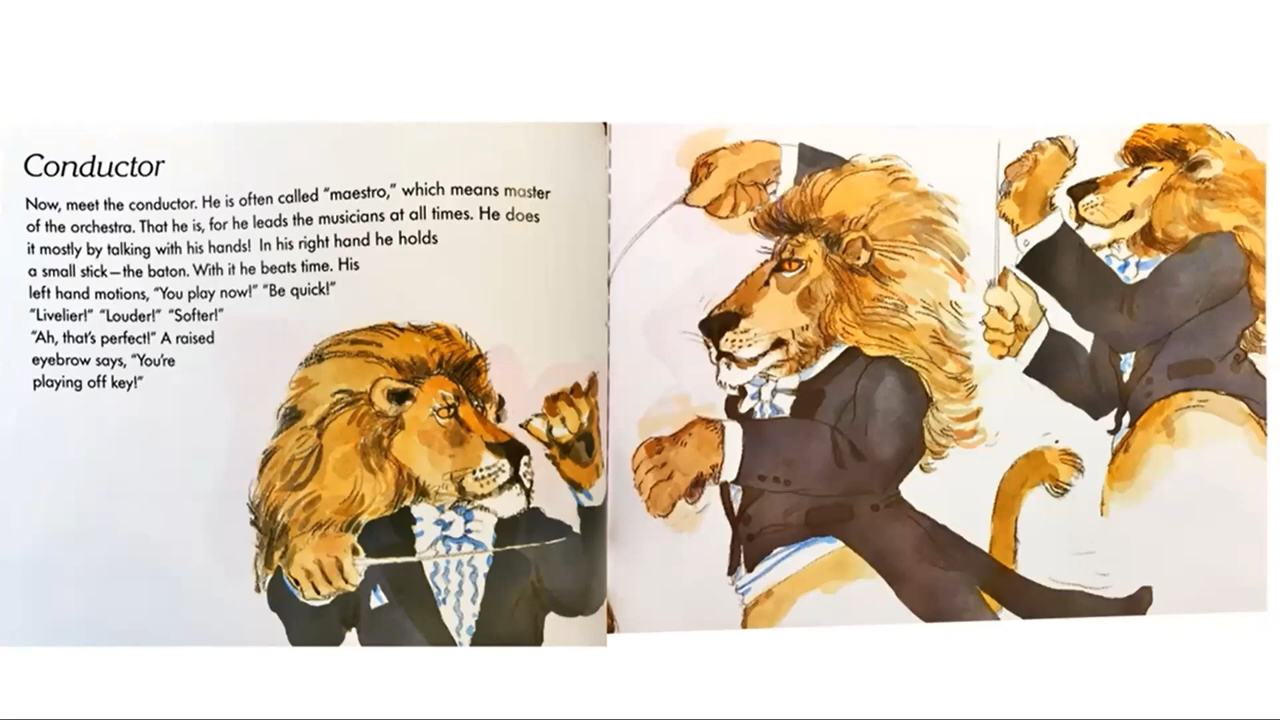 Conductor
Now, meet the conductor. He is often called “maestro,” which means master
of the orchestra. That he is, for he leads the musicians at all times. He does
it mostly by talking with his hands! In his right hand he holds
a small stick—the baton. With it he beats time. His
left hand motions, “You play now!” “Be quick!”
“Livelier!” “Louder!” “Softer!”
“Ah, that’s perfect!” A raised
eyebrow says, “You’re
playing off key!”